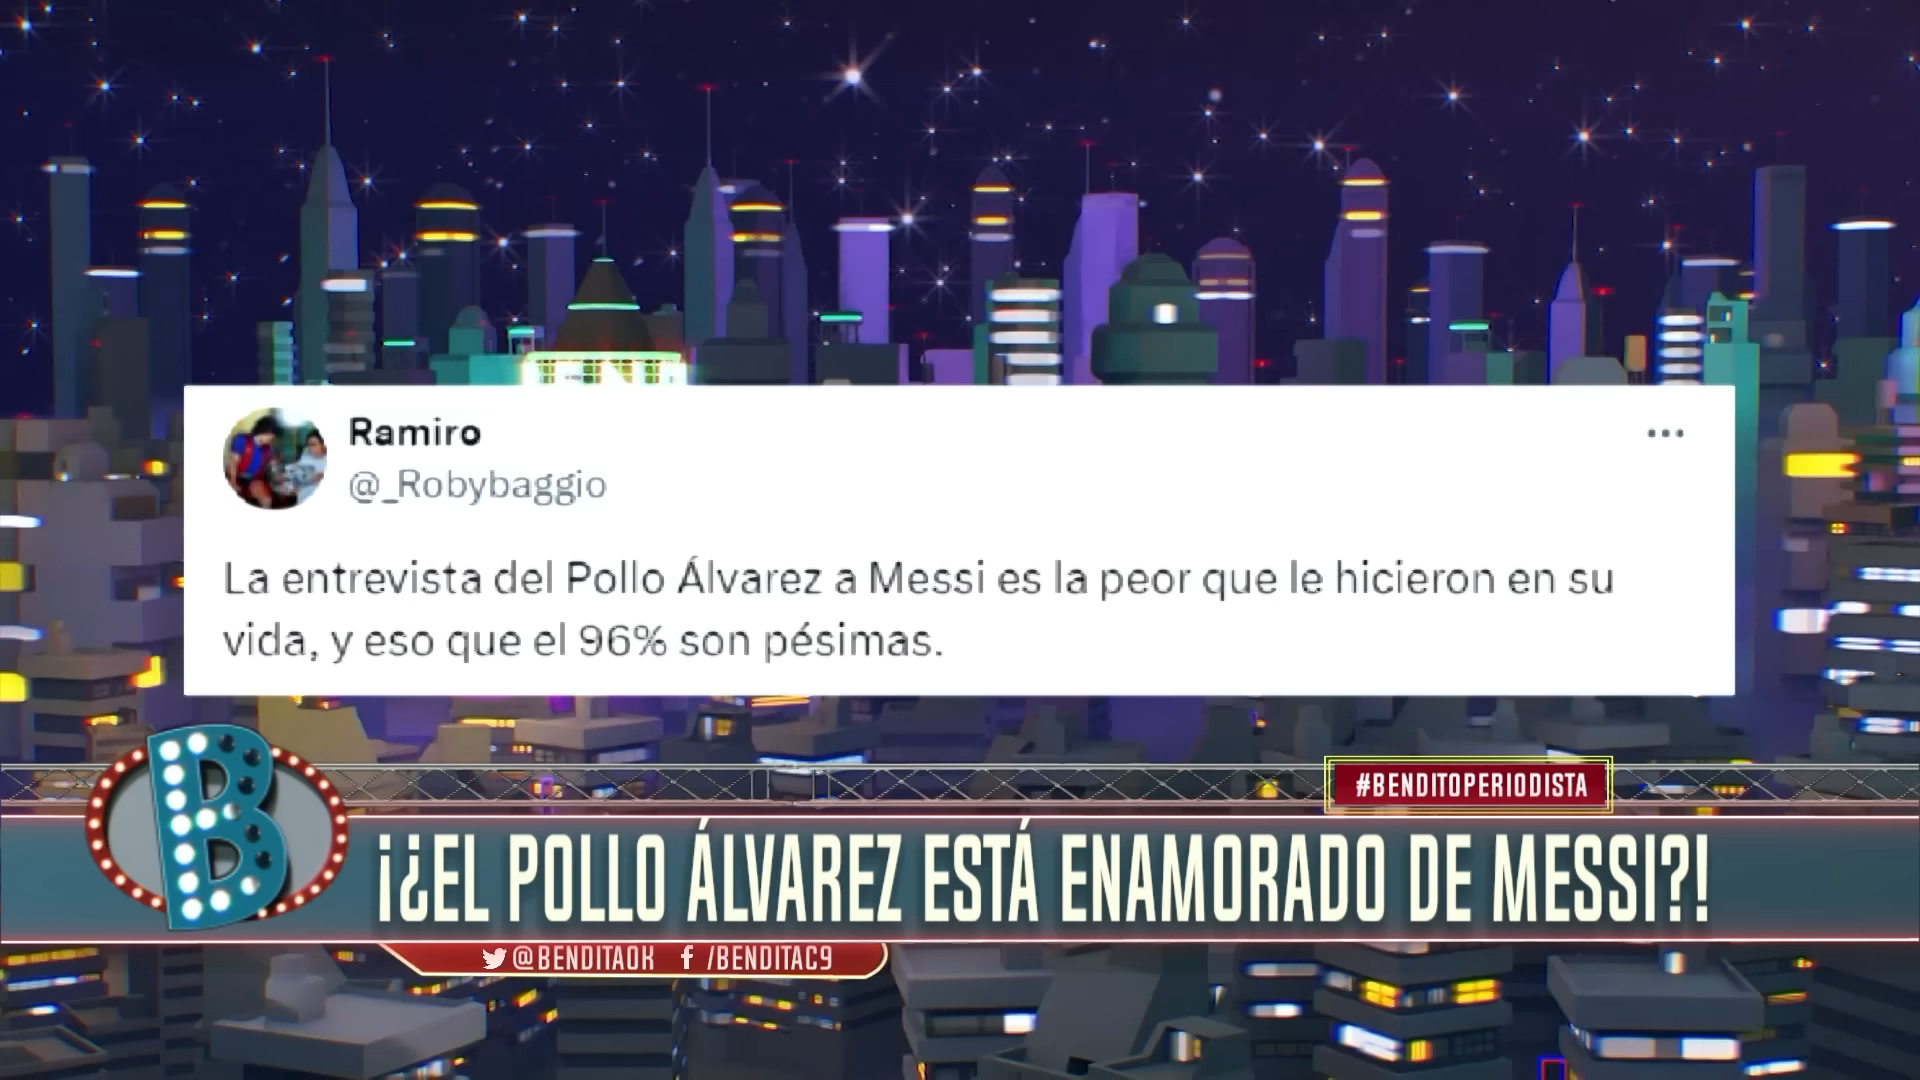 Ramiro
@_Robybaggio
La entrevista del Pollo Álvarez a Messi es la peor que le hicieron en su
vida, y eso que el 96% son pésimas.
#BENDITOPERIODISTA
B
¡¿EL POLLO ÁLVAREZ ESTÁ ENAMORADO DE MESSI?!
@BENDITAOK f /BENDITAC9